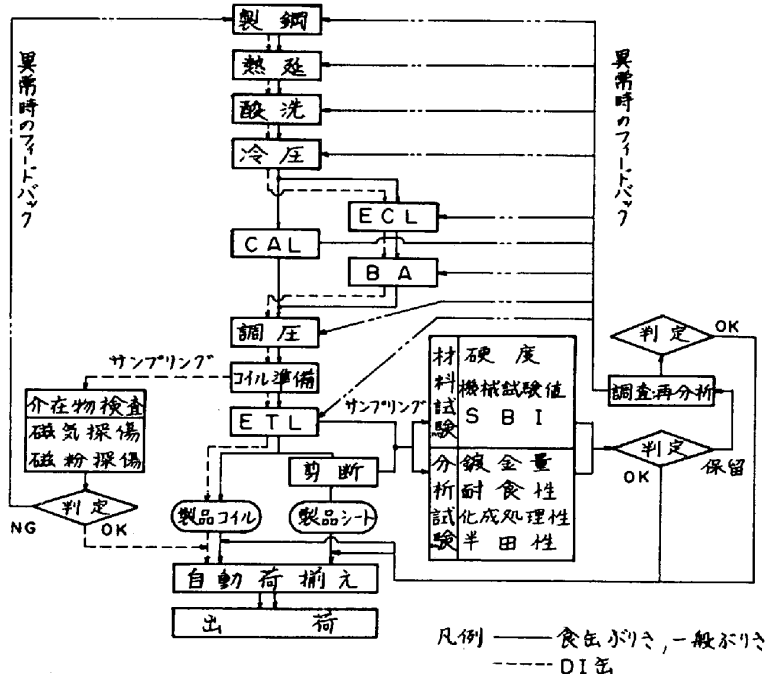 製鋼
熱延
酸洗
冷圧
ECL
CAL
BA
調圧
コイル準備
ETL
剪断
製品コイル
製品シート
自動荷揃え
出荷
異常時のフィードバック
異常時のフィードバック
サンプリング
介在物検査
磁気探傷
磁粉探傷
判定
NG
OK
サンプリング
材料試験
硬度
機械試験値
SBI
分析試験
鍍金量
耐食性
化成処理性
半田性
判定
OK
保留
調査再分析
判定
OK
凡例 食缶ぶりき,一般ぶりき
DI缶